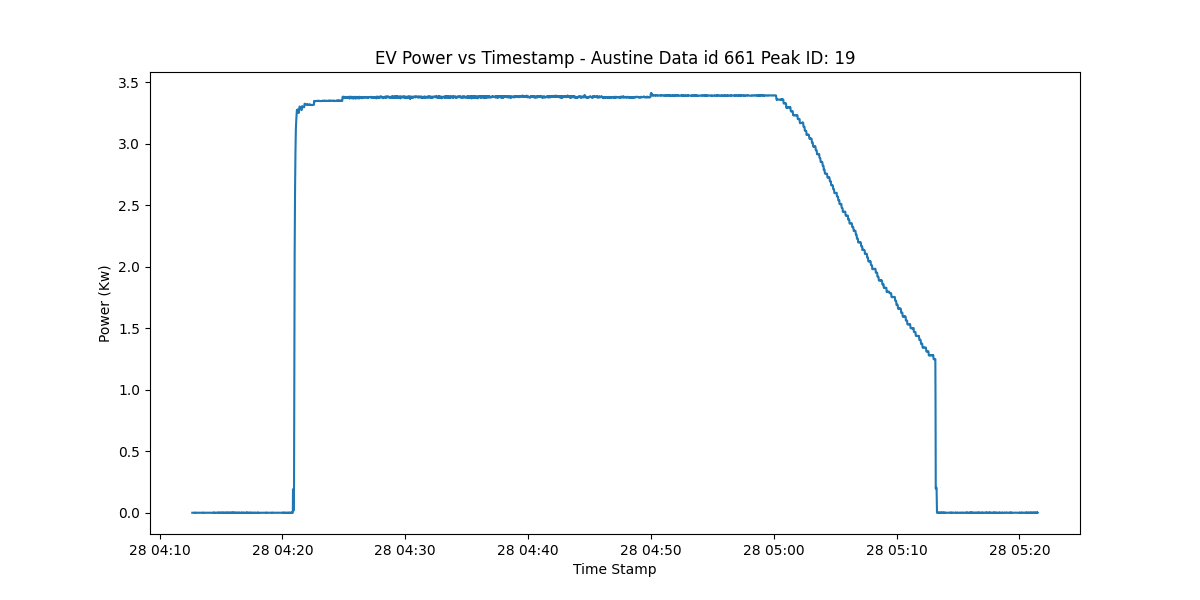 EV Power vs Timestamp - Austine Data id 661 Peak ID: 19
3.5
3.0
2.5
2.0
1.5
1.0
0.5
0.0
Power (Kw)
28 04:10 28 04:20 28 04:30 28 04:40 28 04:50 28 05:00 28 05:10 28 05:20
Time Stamp